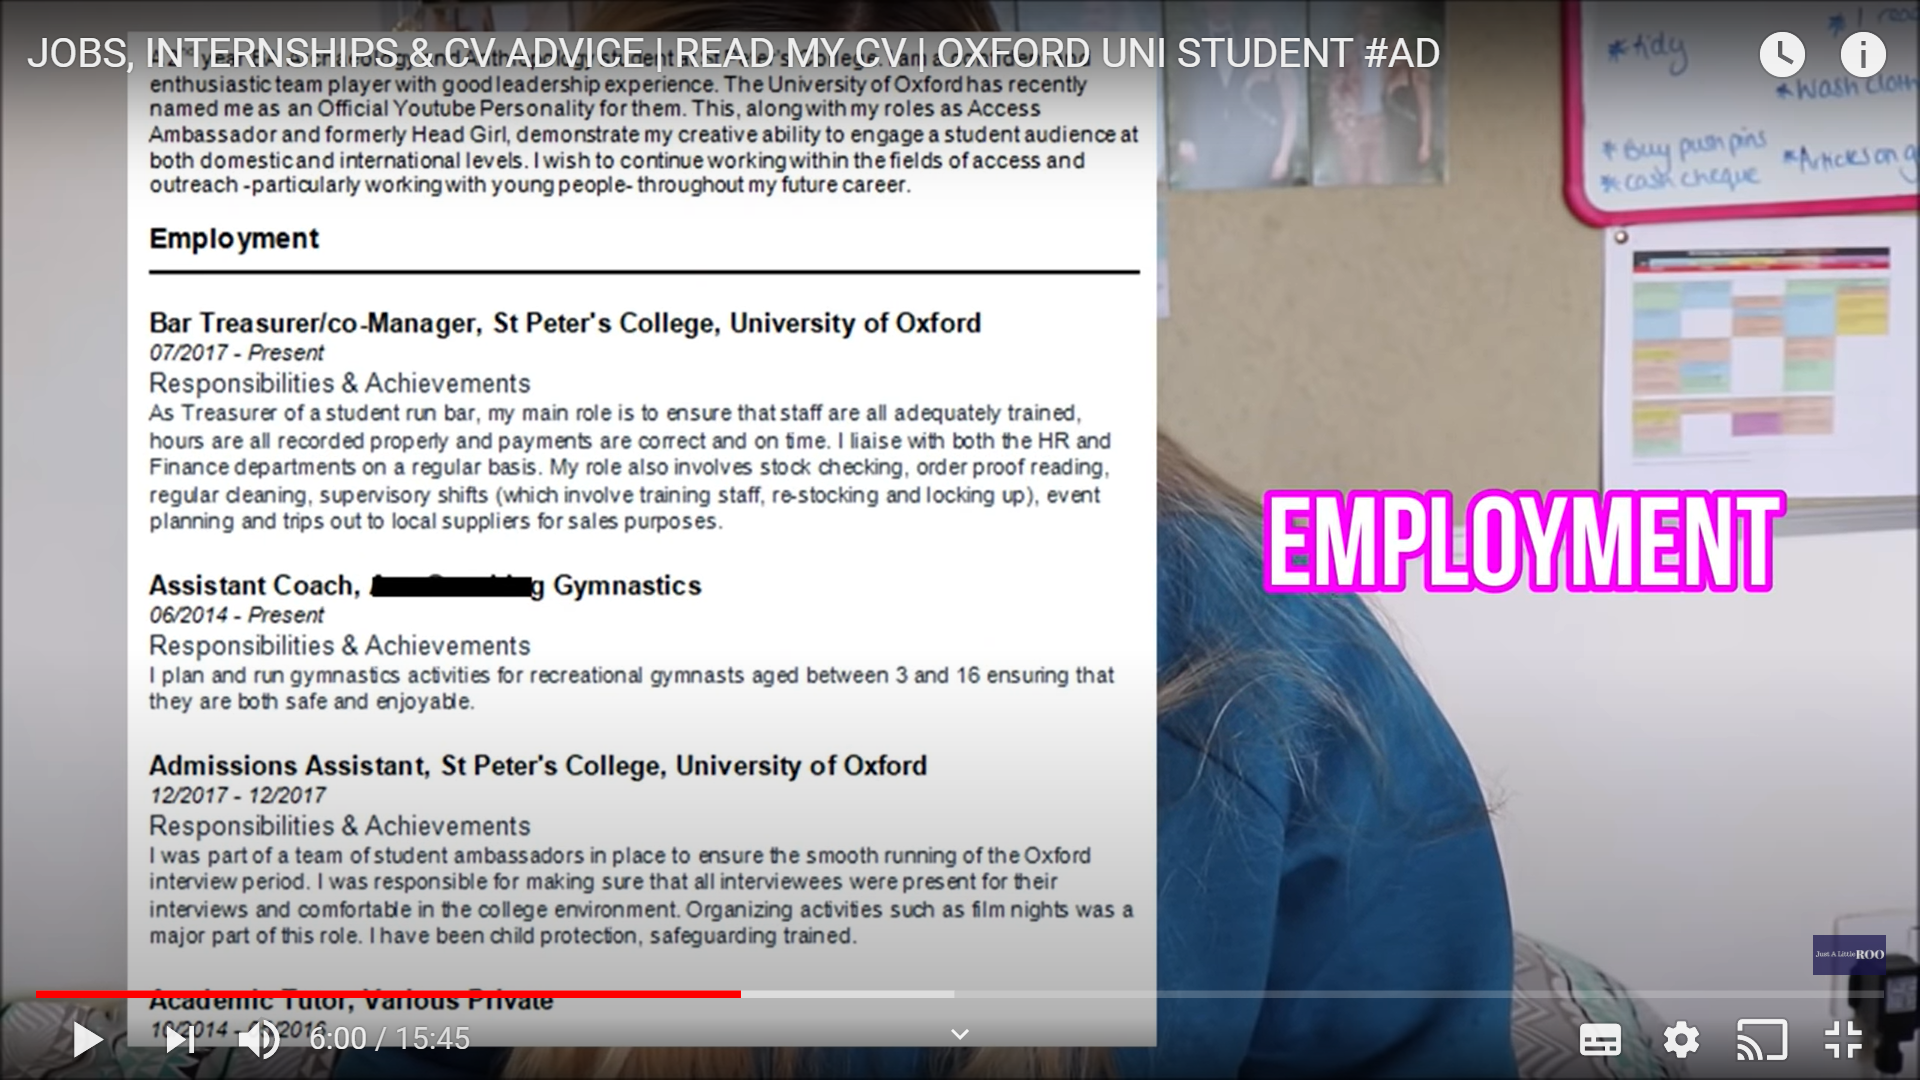 JOBS, INTERNSHIPS & CV ADVICE | READ MY CV | OXFORD UNI STUDENT #AD
enthusiastic team player with good leadership experience. The University of Oxford has recently
named me as an Official Youtube Personality for them. This, along with my roles as Access
Ambassador and formerly Head Girl, demonstrate my creative ability to engage a student audience at
both domestic and international levels. I wish to continue working within the fields of access and
outreach -particularly working with young people- throughout my future career.
Employment
Bar Treasurer/co-Manager, St Peter's College, University of Oxford
07/2017 - Present
Responsibilities & Achievements
As Treasurer of a student run bar, my main role is to ensure that staff are all adequately trained,
hours are all recorded properly and payments are correct and on time. I liaise with both the HR and
Finance departments on a regular basis. My role also involves stock checking, order proof reading,
regular cleaning, supervisory shifts (which involve training staff, re-stocking and locking up), event
planning and trips out to local suppliers for sales purposes.
Assistant Coach, Gymnastics
06/2014 - Present
Responsibilities & Achievements
I plan and run gymnastics activities for recreational gymnasts aged between 3 and 16 ensuring that
they are both safe and enjoyable.
Admissions Assistant, St Peter's College, University of Oxford
12/2017 - 12/2017
Responsibilities & Achievements
I was part of a team of student ambassadors in place to ensure the smooth running of the Oxford
interview period. I was responsible for making sure that all interviewees were present for their
interviews and comfortable in the college environment. Organizing activities such as film nights was a
major part of this role. I have been child protection, safeguarding trained.
Academic Tutor, Various Private
10/2014 -
6:00 / 15:45
*tidy
*Wash
*Buy push pins
*cash cheque
*Articles on
EMPLOYMENT
Just A Little ROO